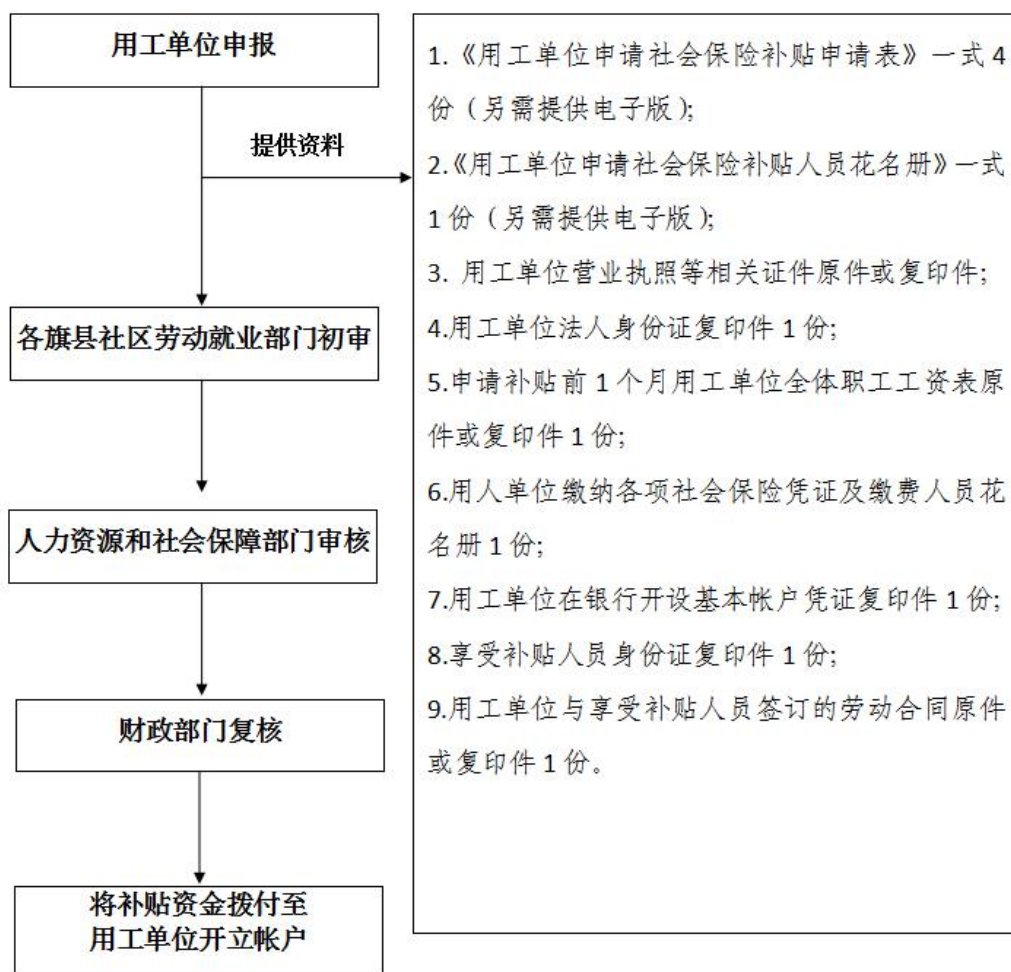 用工单位申报
提供资料
各旗县社区劳动就业部门初审
人力资源和社会保障部门审核
财政部门复核
将补贴资金拨付至
用工单位开立帐户
1.《用工单位申请社会保险补贴申请表》一式 4
份（另需提供电子版）；
2.《用工单位申请社会保险补贴人员花名册》一式
1 份（另需提供电子版）；
3. 用工单位营业执照等相关证件原件或复印件；
4.用工单位法人身份证复印件 1 份；
5.申请补贴前 1 个月用工单位全体职工工资表原
件或复印件 1 份；
6.用人单位缴纳各项社会保险凭证及缴费人员花
名册 1 份；
7.用工单位在银行开设基本帐户凭证复印件 1 份；
8.享受补贴人员身份证复印件 1 份；
9.用工单位与享受补贴人员签订的劳动合同原件
或复印件 1 份。